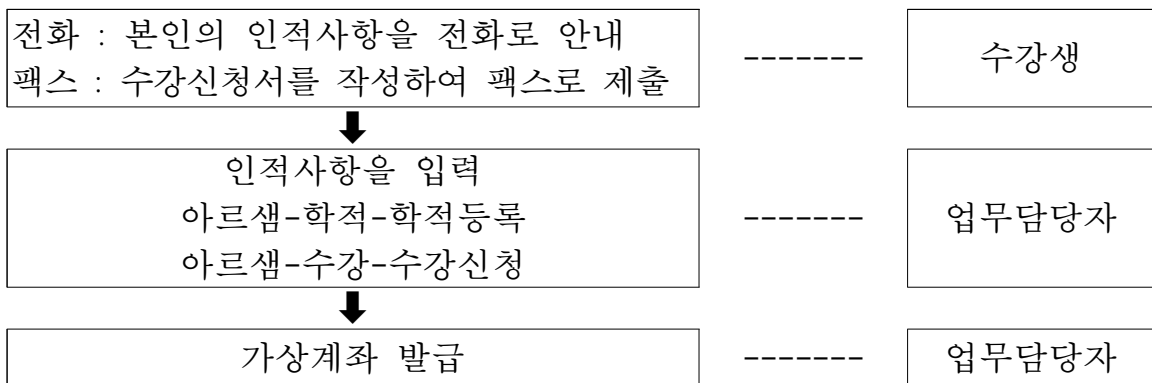 전화 : 본인의 인적사항을 전화로 안내
팩스 : 수강신청서를 작성하여 팩스로 제출
-------
수강생
인적사항을 입력
아르샘-학적-학적등록
아르샘-수강-수강신청
-------
업무담당자
가상계좌 발급
-------
업무담당자